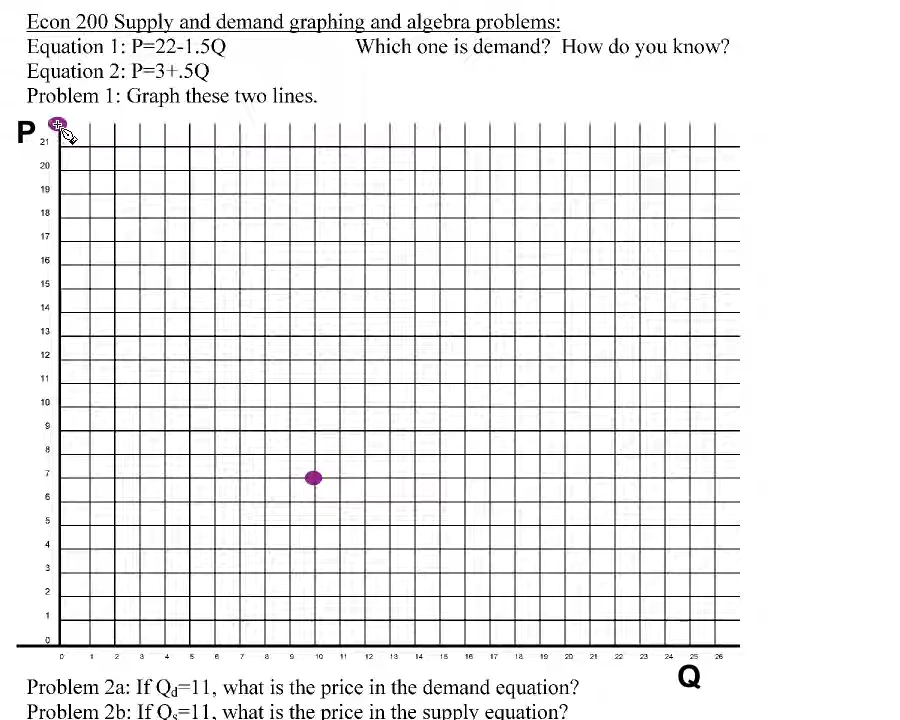 Econ 200 Supply and demand graphing and algebra problems:
Equation 1: P=22-1.5Q Which one is demand? How do you know?
Equation 2: P=3+.5Q
Problem 1: Graph these two lines.
P
21
20
19
18
17
16
15
14
13
12
11
10
9
8
7
6
5
4
3
2
1
0
0 1 2 3 4 5 6 7 8 9 10 11 12 13 14 15 16 17 18 19 20 21 22 23 24 25 26
Q
Problem 2a: If Qd=11, what is the price in the demand equation?
Problem 2b: If Qs=11, what is the price in the supply equation?